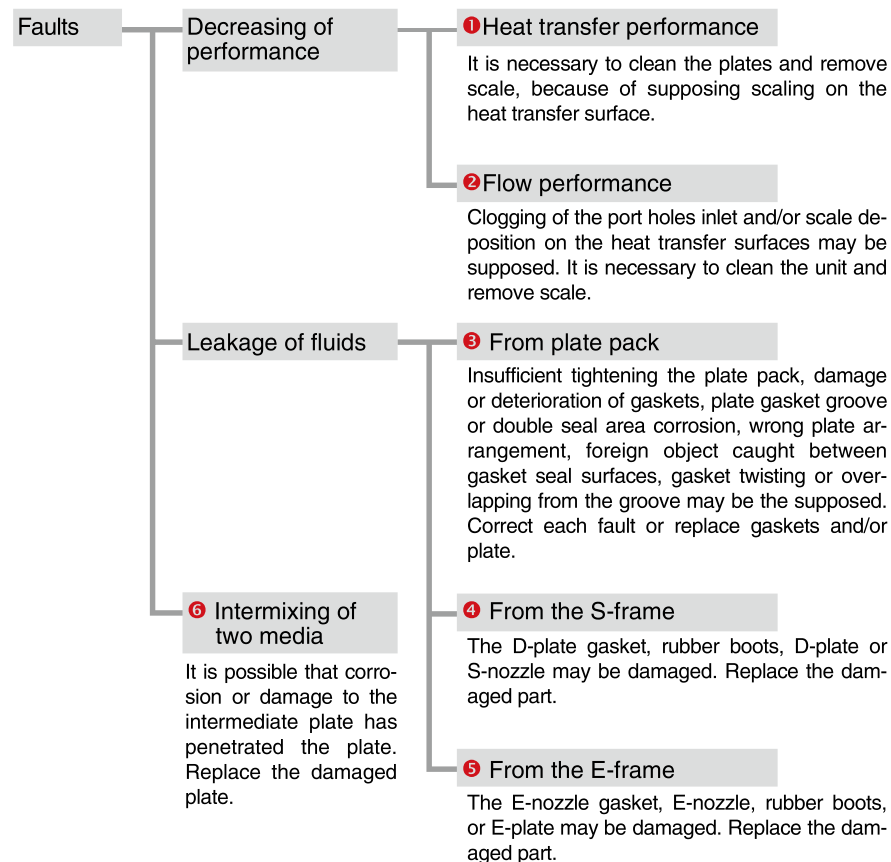 Faults
Decreasing of
performance
❶Heat transfer performance
It is necessary to clean the plates and remove
scale, because of supposing scaling on the
heat transfer surface.
❷Flow performance
Clogging of the port holes inlet and/or scale de-
position on the heat transfer surfaces may be
supposed. It is necessary to clean the unit and
remove scale.
Leakage of fluids
❸ From plate pack
Insufficient tightening the plate pack, damage
or deterioration of gaskets, plate gasket groove
or double seal area corrosion, wrong plate ar-
rangement, foreign object caught between
gasket seal surfaces, gasket twisting or over-
lapping from the groove may be the supposed.
Correct each fault or replace gaskets and/or
plate.
❹ From the S-frame
The D-plate gasket, rubber boots, D-plate or
S-nozzle may be damaged. Replace the dam-
aged part.
❺ From the E-frame
The E-nozzle gasket, E-nozzle, rubber boots,
or E-plate may be damaged. Replace the dam-
aged part.
❻ Intermixing of
two media
It is possible that corro-
sion or damage to the
intermediate plate has
penetrated the plate.
Replace the damaged
plate.